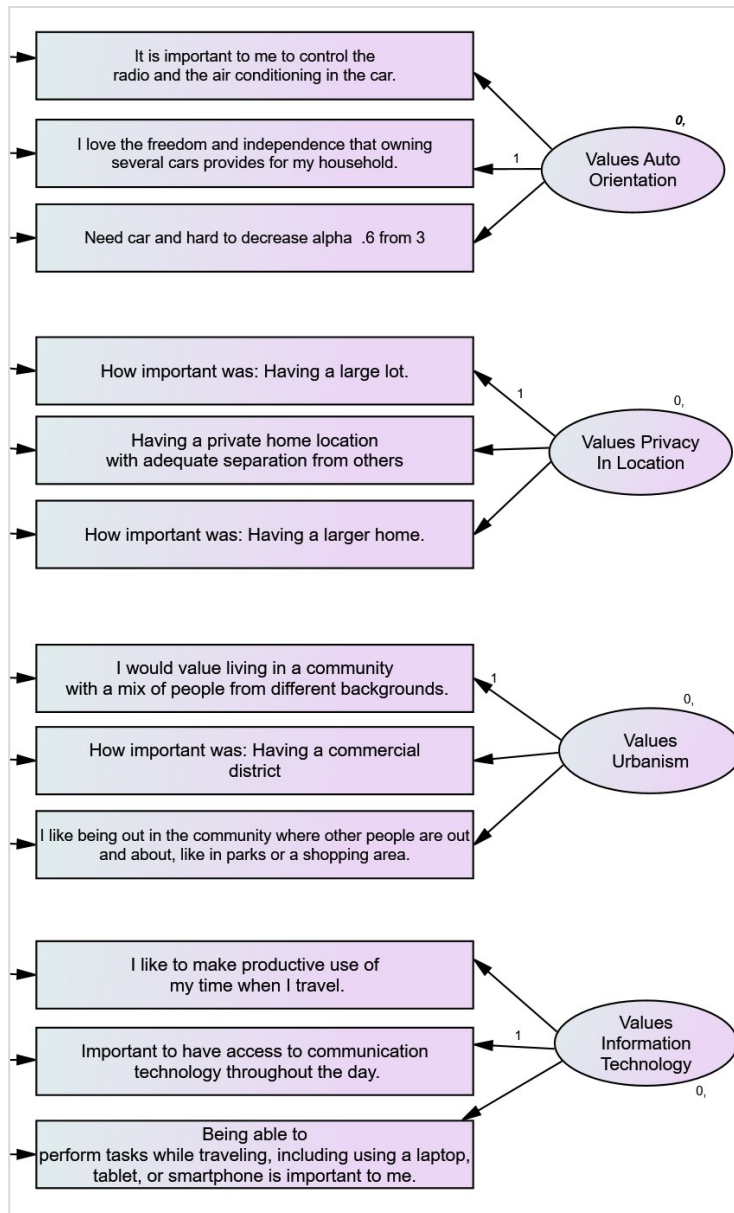 It is important to me to control the
radio and the air conditioning in the car.
0,
I love the freedom and independence that owning
several cars provides for my household.
1
Values Auto
Orientation
Need car and hard to decrease alpha .6 from 3
How important was: Having a large lot.
1
0,
Having a private home location
with adequate separation from others
Values Privacy
In Location
How important was: Having a larger home.
I would value living in a community
with a mix of people from different backgrounds.
1
0,
How important was: Having a commercial
district
Values
Urbanism
I like being out in the community where other people are out
and about, like in parks or a shopping area.
I like to make productive use of
my time when I travel.
Important to have access to communication
technology throughout the day.
1
Values
Information
Technology
0,
Being able to
perform tasks while traveling, including using a laptop,
tablet, or smartphone is important to me.